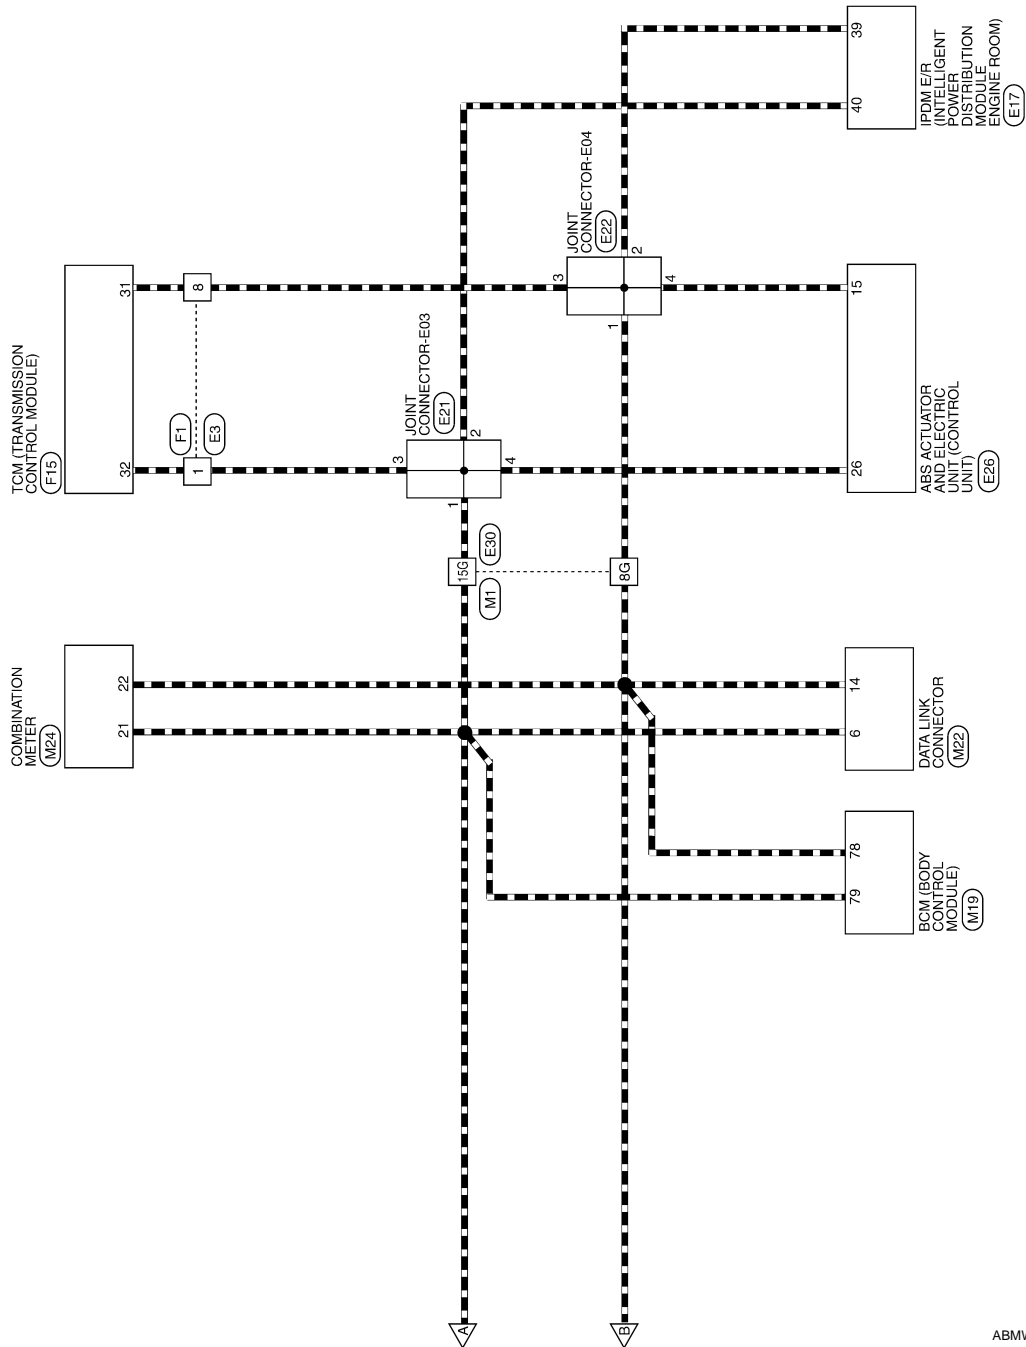 A
B
COMBINATION
METER
M24
21
22
BCM (BODY
CONTROL
MODULE)
M19
79
78
DATA LINK
CONNECTOR
M22
6
14
15G
8G
M1
E30
TCM (TRANSMISSION
CONTROL MODULE)
F15
32
31
1
8
F1
E3
JOINT
CONNECTOR-E03
E21
1
2
3
4
JOINT
CONNECTOR-E04
E22
1
2
3
4
ABS ACTUATOR
AND ELECTRIC
UNIT (CONTROL
UNIT)
E26
26
15
IPDM E/R
(INTELLIGENT
POWER
DISTRIBUTION
MODULE
ENGINE ROOM)
E17
40
39